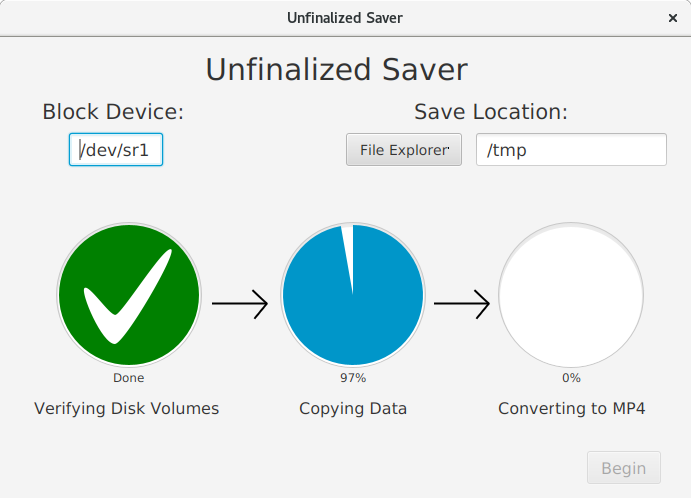 Unfinalized Saver
Unfinalized Saver
Block Device:
Save Location:
/dev/sr1
File Explorer
/tmp
Done
97%
0%
Verifying Disk Volumes
Copying Data
Converting to MP4
Begin